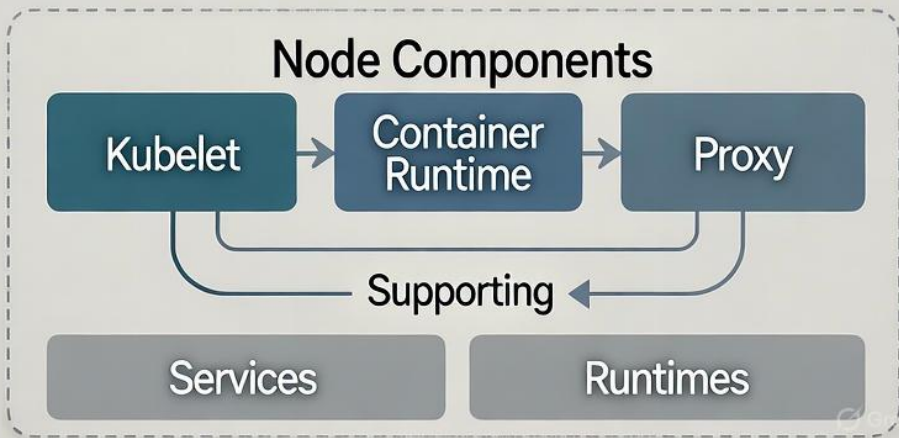 Node Components
Kubelet
Container
Runtime
Proxy
Supporting
Services
Runtimes